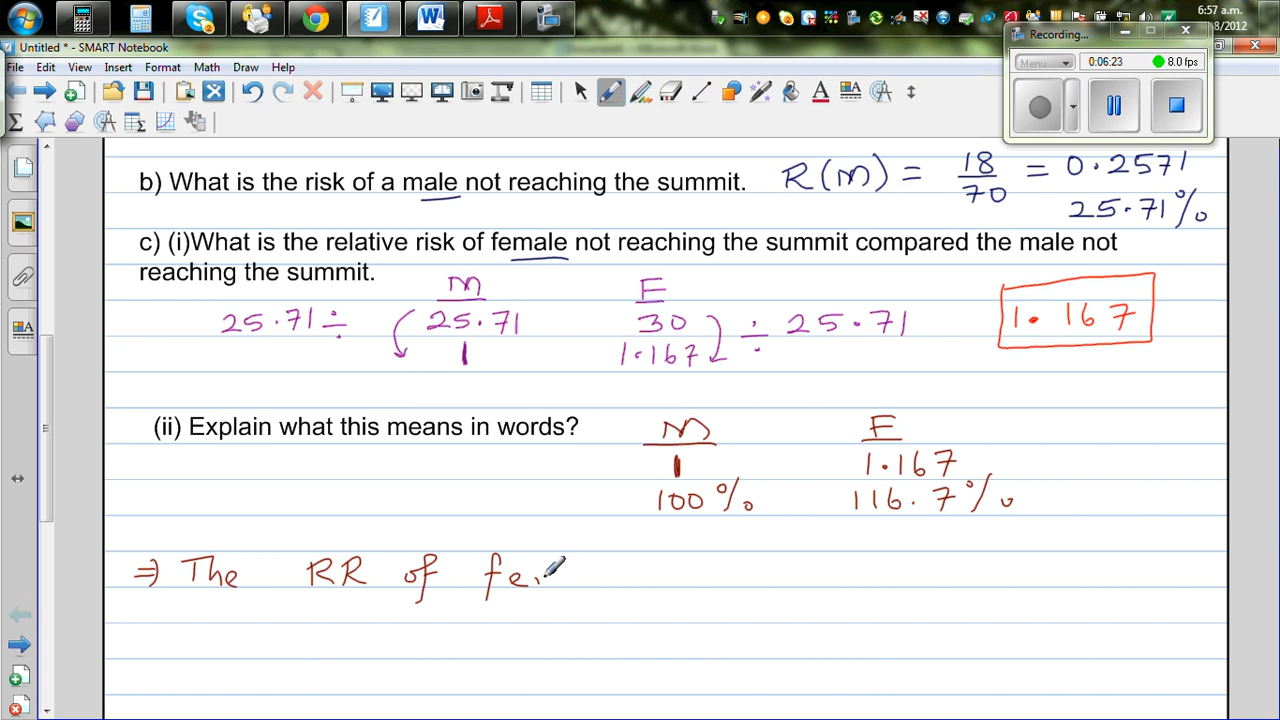 6:57 a.m.
Untitled * - SMART Notebook
Recording...
File Edit View Insert Format Math Draw Help
Menu 0:06:23 8.0 fps
b) What is the risk of a male not reaching the summit. R(M) = 18/70 = 0.2571
25.71%
c) (i)What is the relative risk of female not reaching the summit compared the male not
reaching the summit.
M F
25.71 ÷ 25.71 30 ÷ 25.71 1.167
1 1.167
(ii) Explain what this means in words? M F
1 1.167
100% 116.7%
⇒ The RR of fe